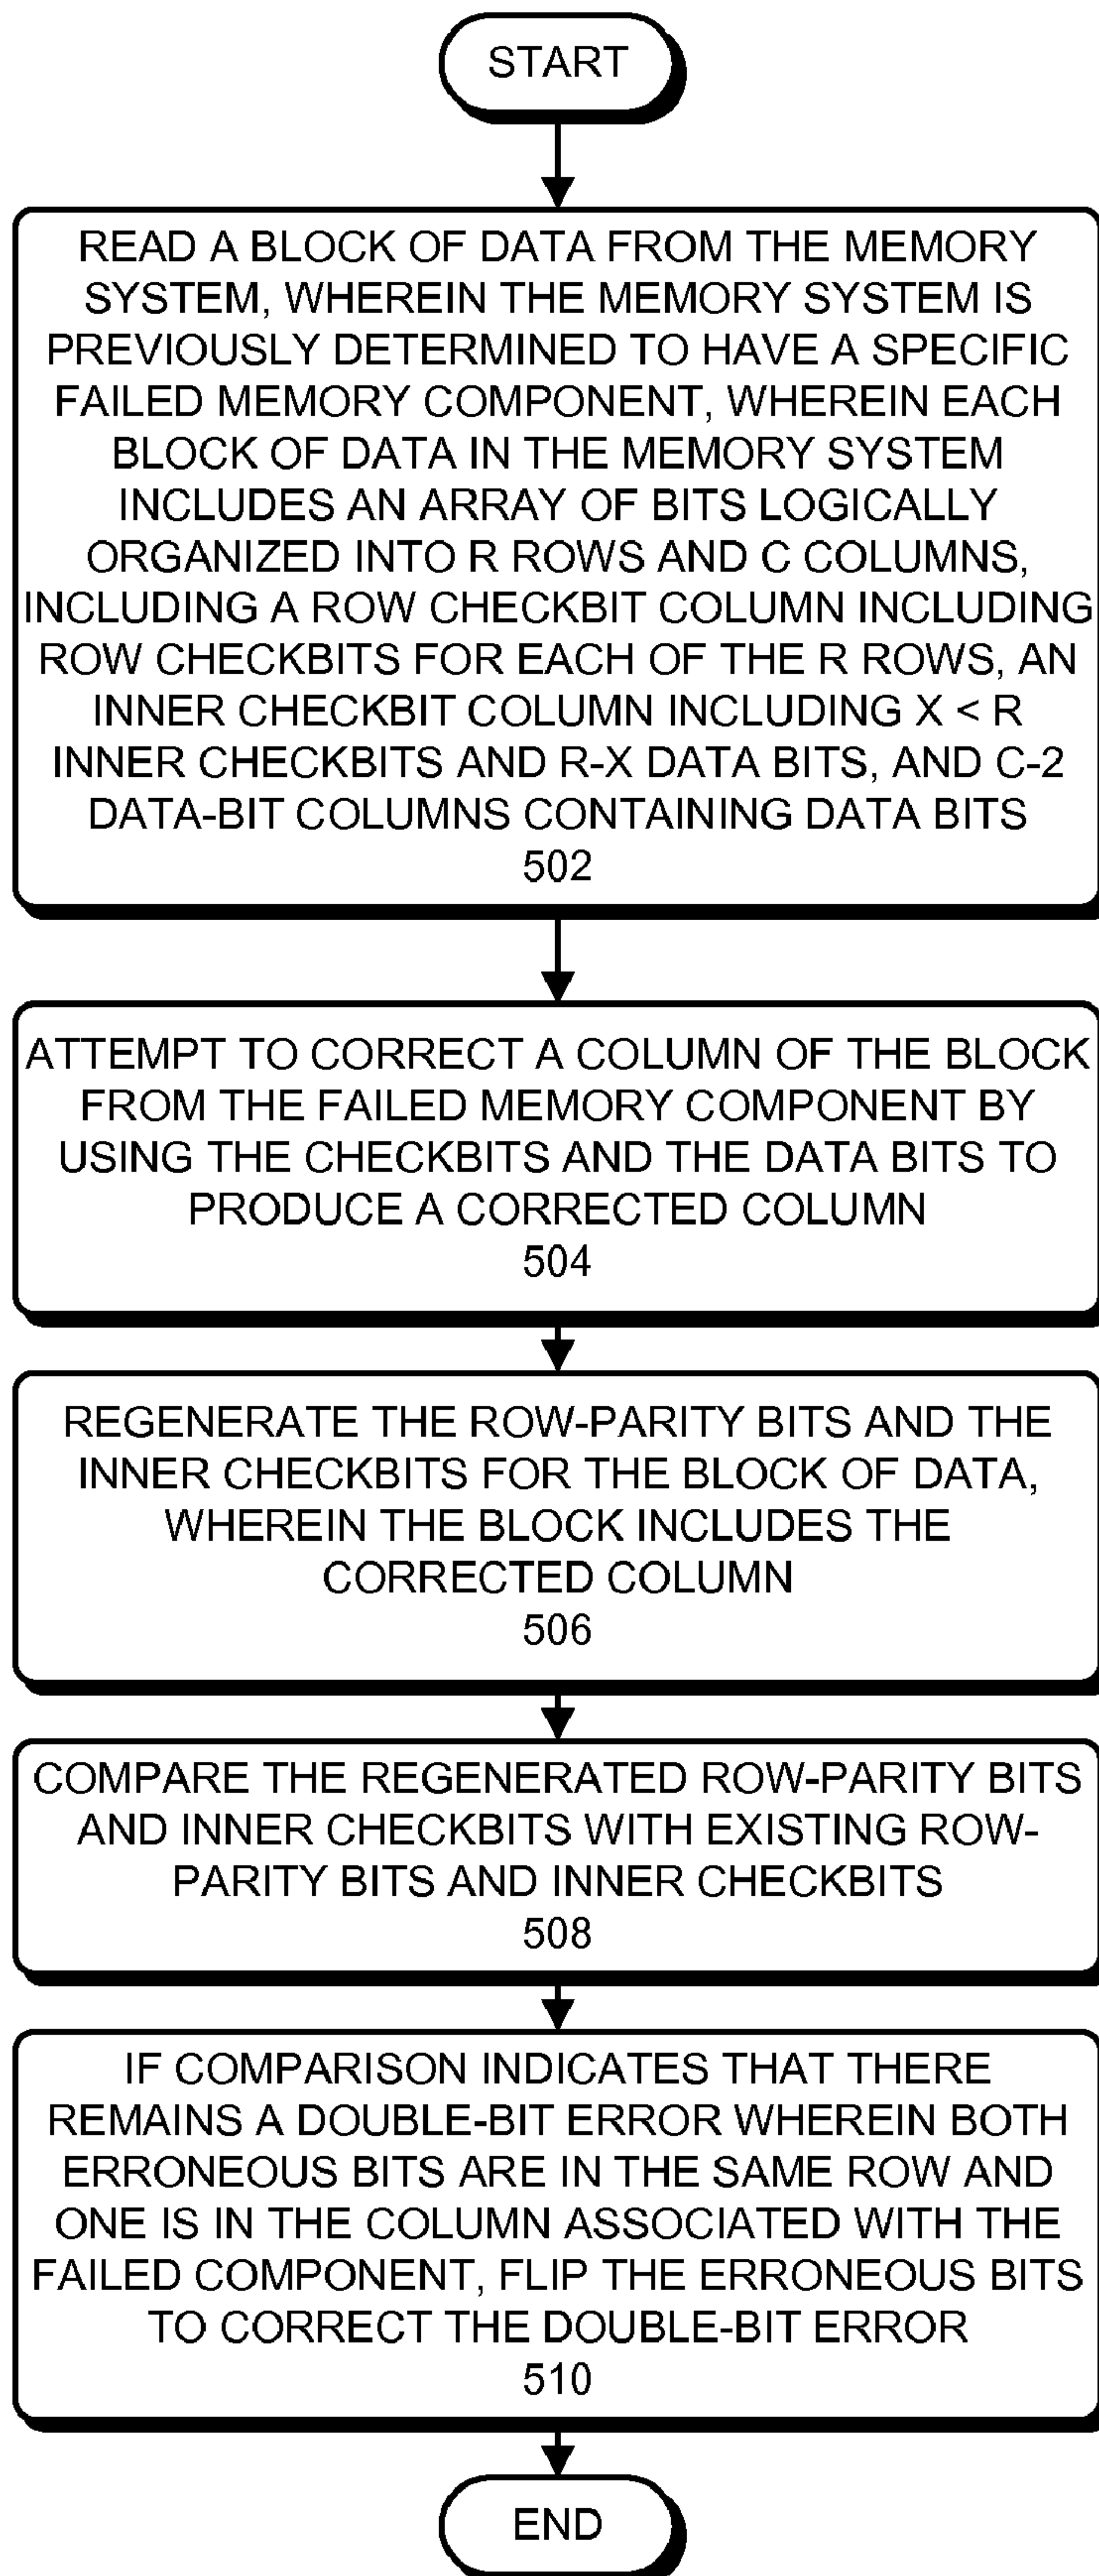 START
READ A BLOCK OF DATA FROM THE MEMORY
SYSTEM, WHEREIN THE MEMORY SYSTEM IS
PREVIOUSLY DETERMINED TO HAVE A SPECIFIC
FAILED MEMORY COMPONENT, WHEREIN EACH
BLOCK OF DATA IN THE MEMORY SYSTEM
INCLUDES AN ARRAY OF BITS LOGICALLY
ORGANIZED INTO R ROWS AND C COLUMNS,
INCLUDING A ROW CHECKBIT COLUMN INCLUDING
ROW CHECKBITS FOR EACH OF THE R ROWS, AN
INNER CHECKBIT COLUMN INCLUDING X < R
INNER CHECKBITS AND R-X DATA BITS, AND C-2
DATA-BIT COLUMNS CONTAINING DATA BITS
502
ATTEMPT TO CORRECT A COLUMN OF THE BLOCK
FROM THE FAILED MEMORY COMPONENT BY
USING THE CHECKBITS AND THE DATA BITS TO
PRODUCE A CORRECTED COLUMN
504
REGENERATE THE ROW-PARITY BITS AND THE
INNER CHECKBITS FOR THE BLOCK OF DATA,
WHEREIN THE BLOCK INCLUDES THE
CORRECTED COLUMN
506
COMPARE THE REGENERATED ROW-PARITY BITS
AND INNER CHECKBITS WITH EXISTING ROW-
PARITY BITS AND INNER CHECKBITS
508
IF COMPARISON INDICATES THAT THERE
REMAINS A DOUBLE-BIT ERROR WHEREIN BOTH
ERRONEOUS BITS ARE IN THE SAME ROW AND
ONE IS IN THE COLUMN ASSOCIATED WITH THE
FAILED COMPONENT, FLIP THE ERRONEOUS BITS
TO CORRECT THE DOUBLE-BIT ERROR
510
END